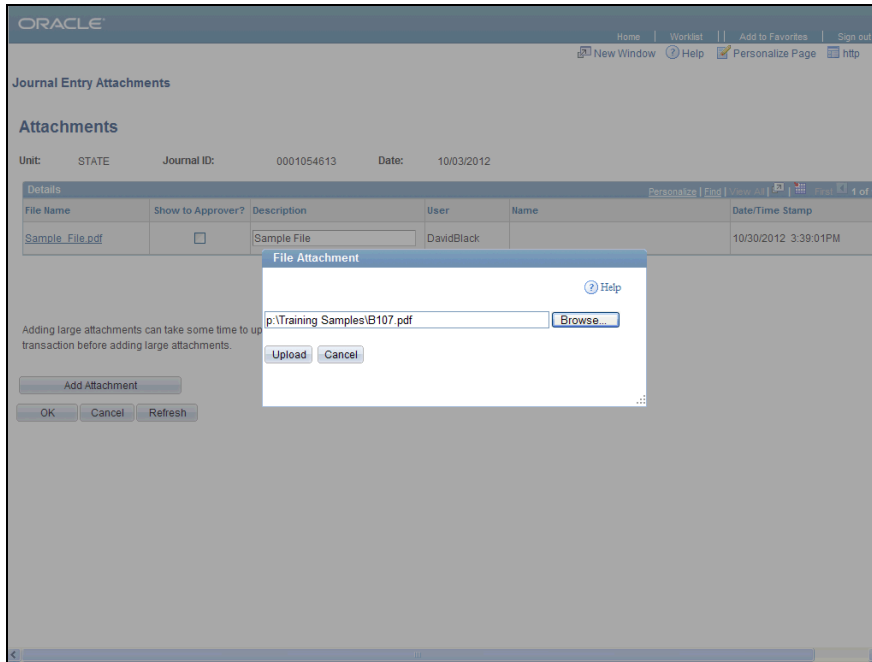 ORACLE
Home | Worklist | | Add to Favorites | Sign out
New Window Help Personalize Page http
Journal Entry Attachments
Attachments
Unit: STATE Journal ID: 0001054613 Date: 10/03/2012
Details Personalize | Find | View All | | First 1 of
File Name Show to Approver? Description User Name Date/Time Stamp
Sample_File.pdf Sample File DavidBlack 10/30/2012 3:39:01PM
File Attachment
Help
p:\Training Samples\B107.pdf Browse...
Upload Cancel
Adding large attachments can take some time to up
transaction before adding large attachments.
Add Attachment
OK Cancel Refresh